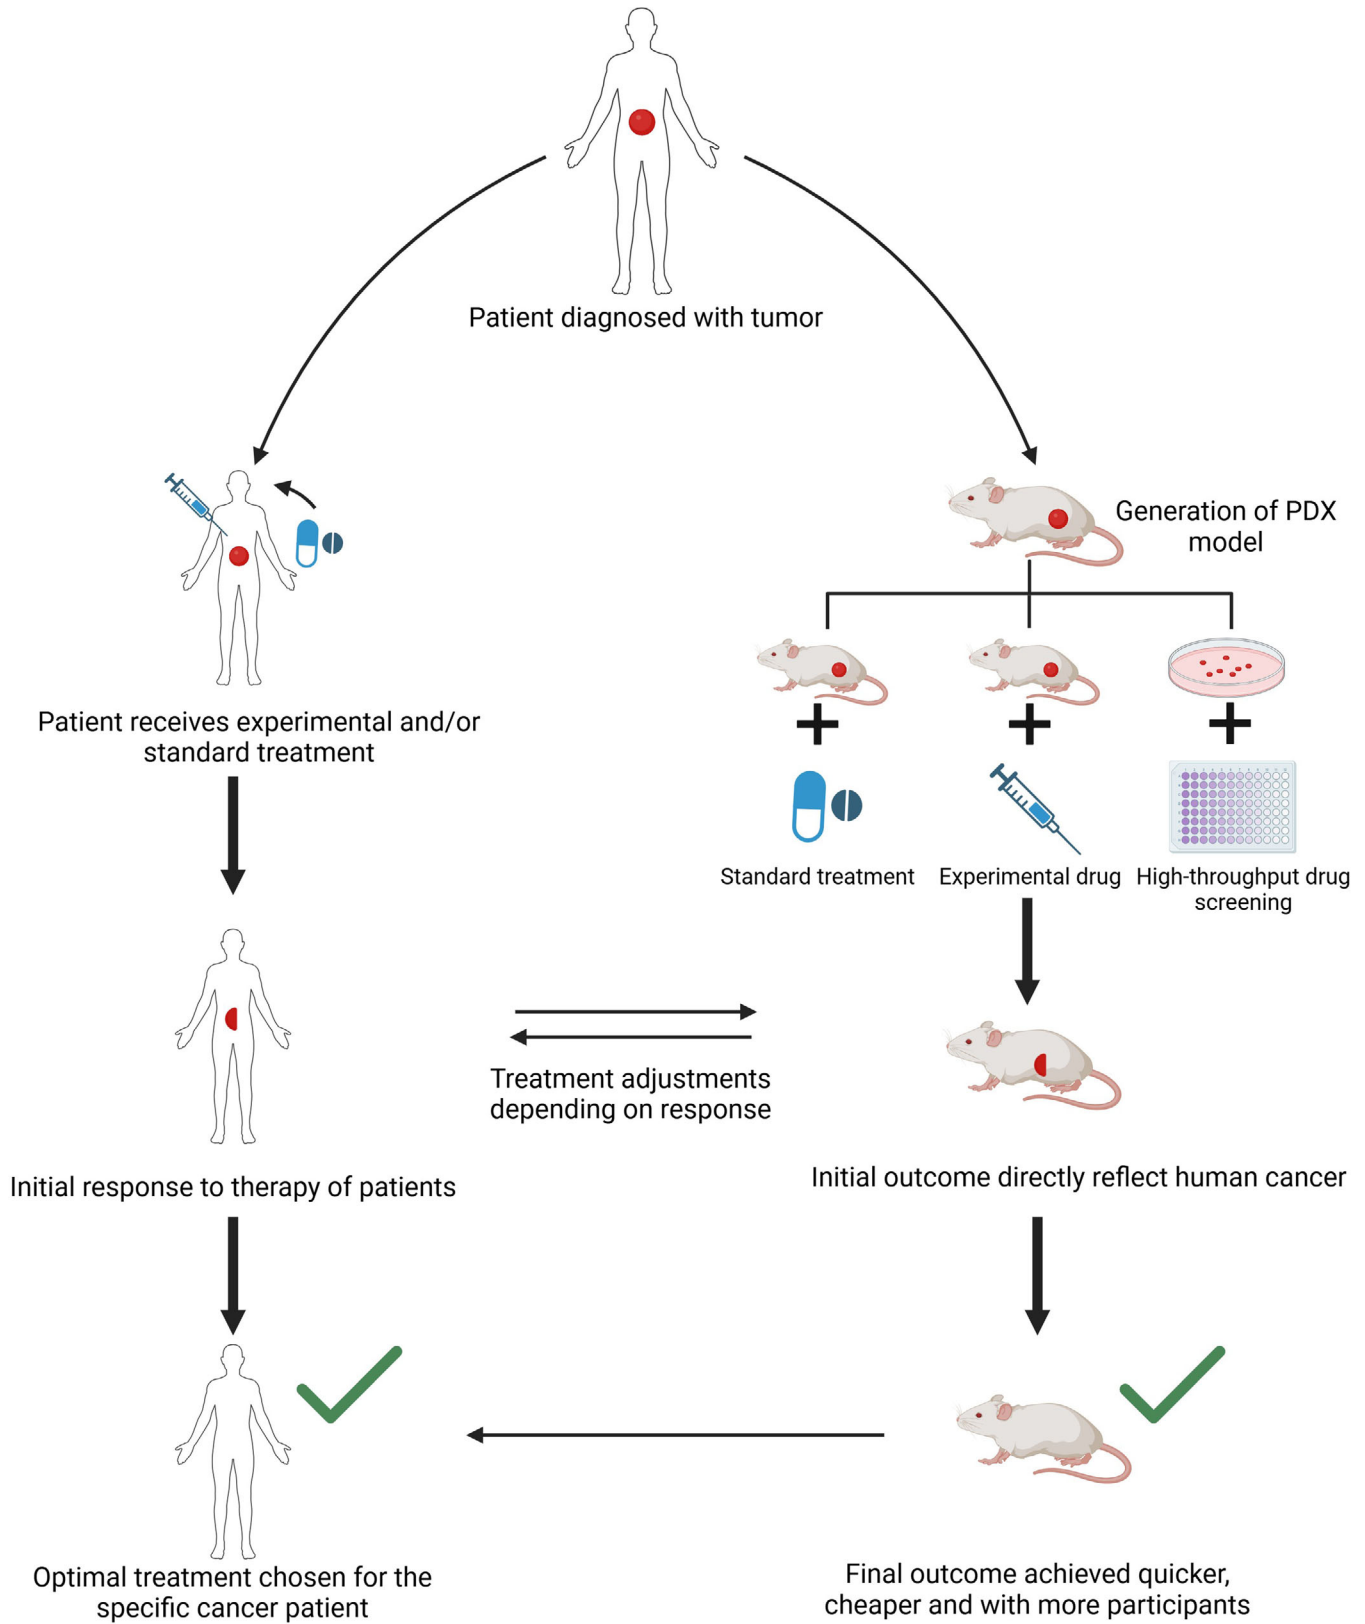 Patient diagnosed with tumor
Generation of PDX
model
Patient receives experimental and/or
standard treatment
Standard treatment
Experimental drug
High-throughput drug
screening
Treatment adjustments
depending on response
Initial response to therapy of patients
Initial outcome directly reflect human cancer
Optimal treatment chosen for the
specific cancer patient
Final outcome achieved quicker,
cheaper and with more participants